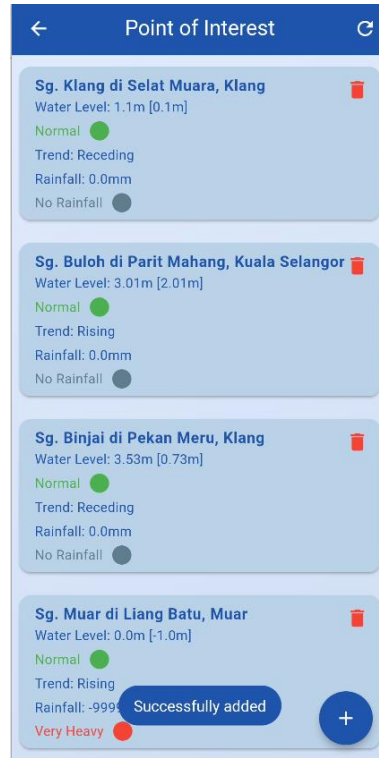 Point of Interest
Sg. Klang di Selat Muara, Klang
Water Level: 1.1m [0.1m]
Normal
Trend: Receding
Rainfall: 0.0mm
No Rainfall
Sg. Buloh di Parit Mahang, Kuala Selangor
Water Level: 3.01m [2.01m]
Normal
Trend: Rising
Rainfall: 0.0mm
No Rainfall
Sg. Binjai di Pekan Meru, Klang
Water Level: 3.53m [0.73m]
Normal
Trend: Receding
Rainfall: 0.0mm
No Rainfall
Sg. Muar di Liang Batu, Muar
Water Level: 0.0m [-1.0m]
Normal
Trend: Rising
Rainfall: -999
Successfully added
Very Heavy
+